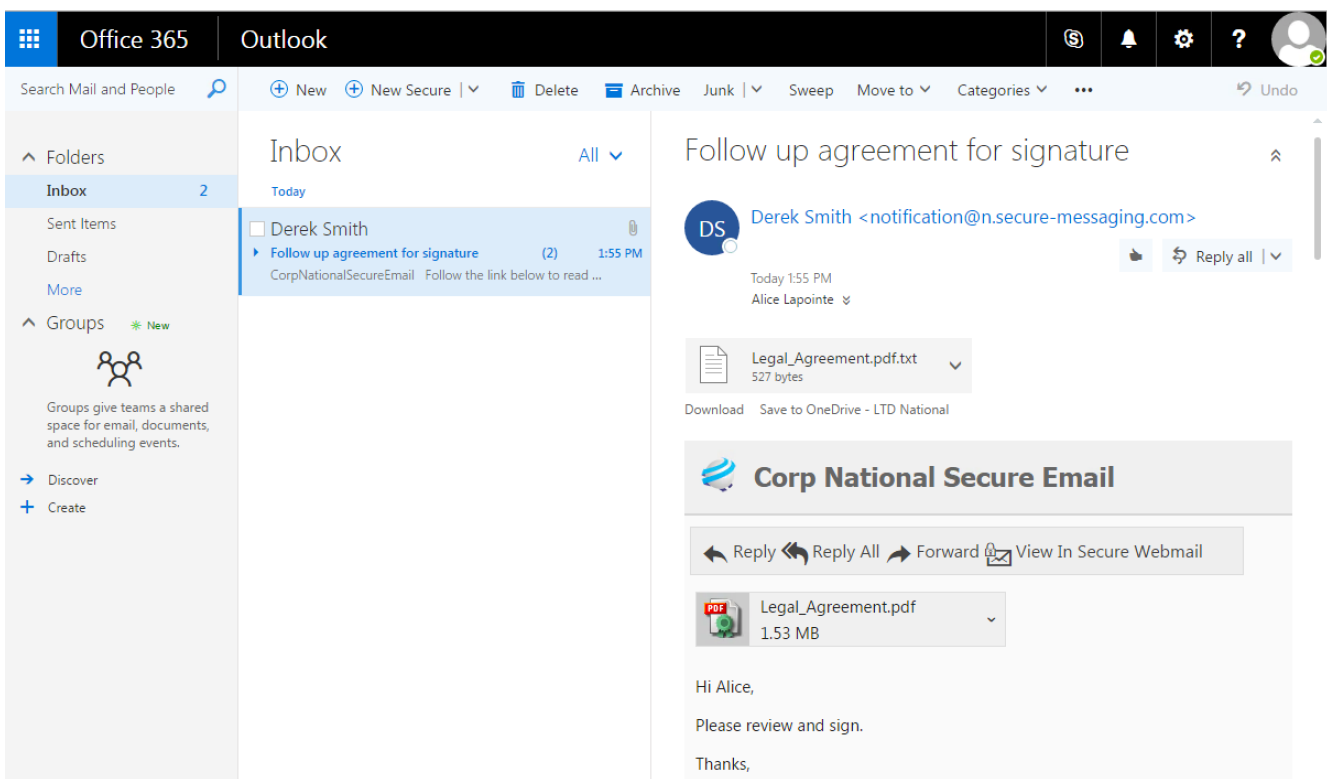 Office 365
Outlook
Search Mail and People
New
New Secure
Delete
Archive
Junk
Sweep
Move to
Categories
Undo
Folders
Inbox 2
Sent Items
Drafts
More
Groups New
Groups give teams a shared
space for email, documents,
and scheduling events.
Discover
Create
Inbox
All
Today
Derek Smith
Follow up agreement for signature (2) 1:55 PM
CorpNationalSecureEmail Follow the link below to read ...
Follow up agreement for signature
DS
Derek Smith <notification@n.secure-messaging.com>
Reply all
Today 1:55 PM
Alice Lapointe
Legal_Agreement.pdf.txt
527 bytes
Download Save to OneDrive - LTD National
Corp National Secure Email
Reply Reply All Forward View In Secure Webmail
PDF
Legal_Agreement.pdf
1.53 MB
Hi Alice,
Please review and sign.
Thanks,